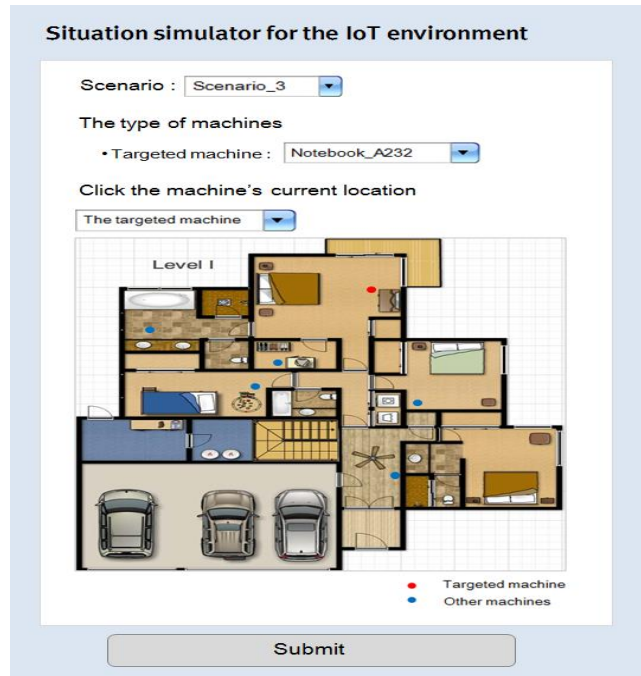 Situation simulator for the IoT environment
Scenario : Scenario_3
The type of machines
• Targeted machine : Notebook_A232
Click the machine's current location
The targeted machine
Level I
Targeted machine
Other machines
Submit